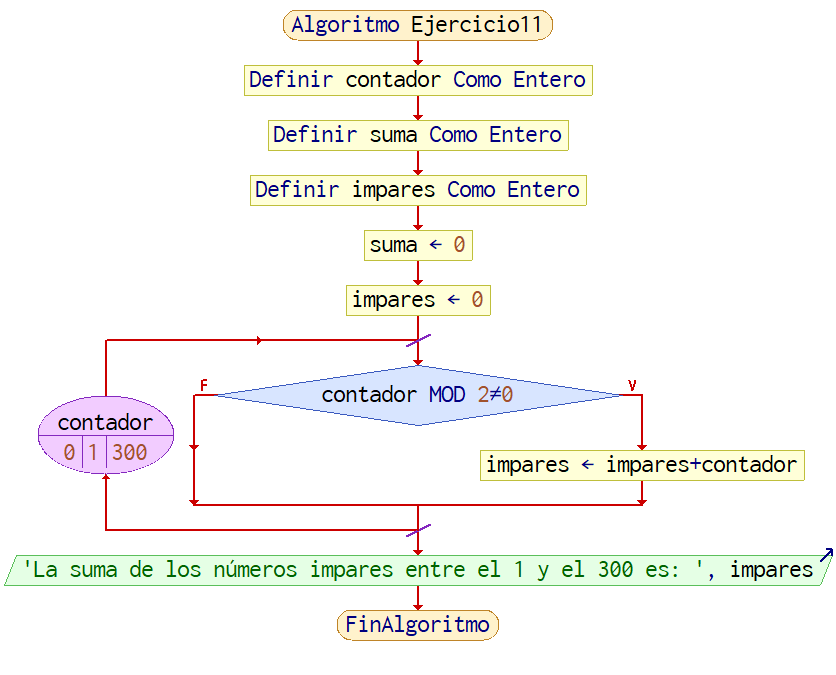 Algoritmo Ejercicio11
Definir contador Como Entero
Definir suma Como Entero
Definir impares Como Entero
suma ← 0
impares ← 0
F
contador MOD 2≠0
V
contador
0 1 300
impares ← impares+contador
'La suma de los números impares entre el 1 y el 300 es: ', impares
FinAlgoritmo